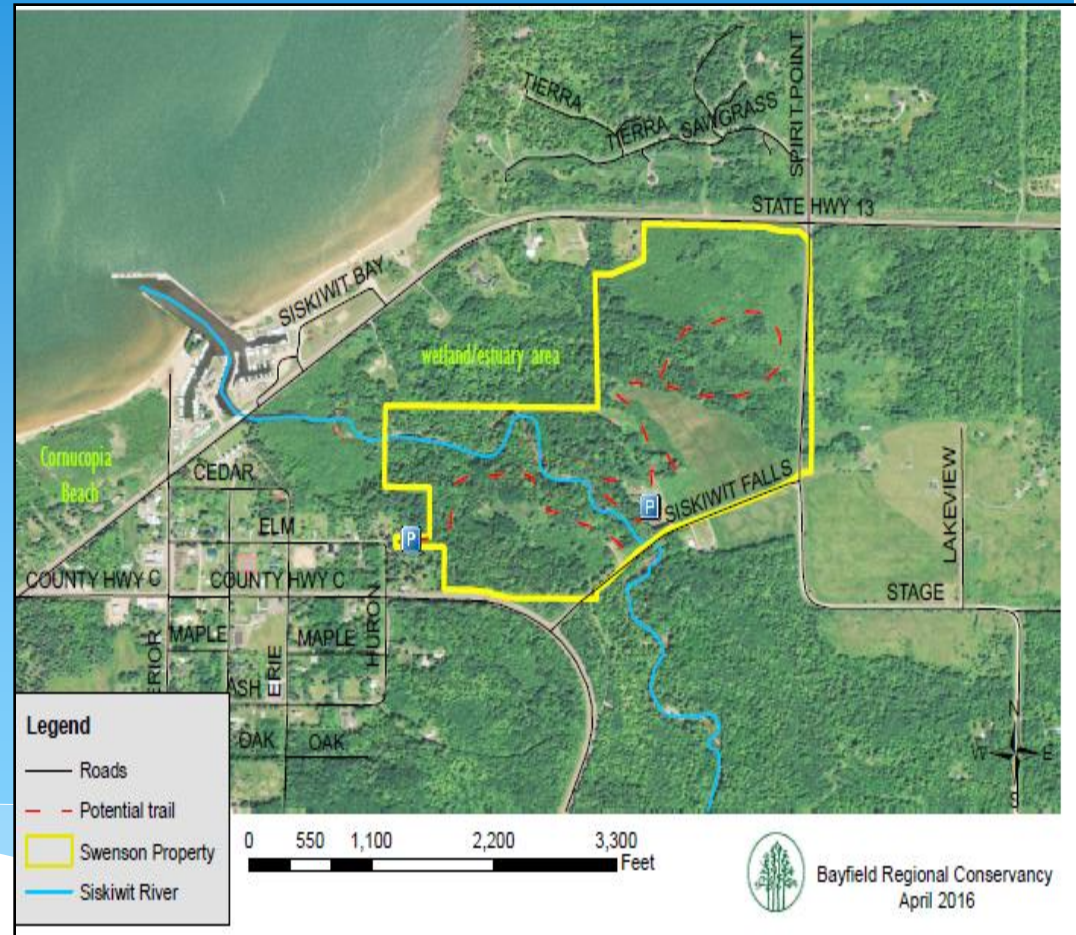 TIERRA
TIERRA
SAWGRASS
SPIRIT POINT
STATE HWY 13
SISKIWIT BAY
wetland/estuary area
Cornucopia
Beach
CEDAR
P
SISKIWIT FALLS
LAKEVIEW
ELM
P
COUNTY HWY C
COUNTY HWY C
STAGE
MAPLE
MAPLE
HURON
ERIE
ERIOR
ASH
OAK
OAK
N
W
E
S
Legend
Roads
Potential trail
Swenson Property
Siskiwit River
0 550 1,100 2,200 3,300
Feet
Bayfield Regional Conservancy
April 2016